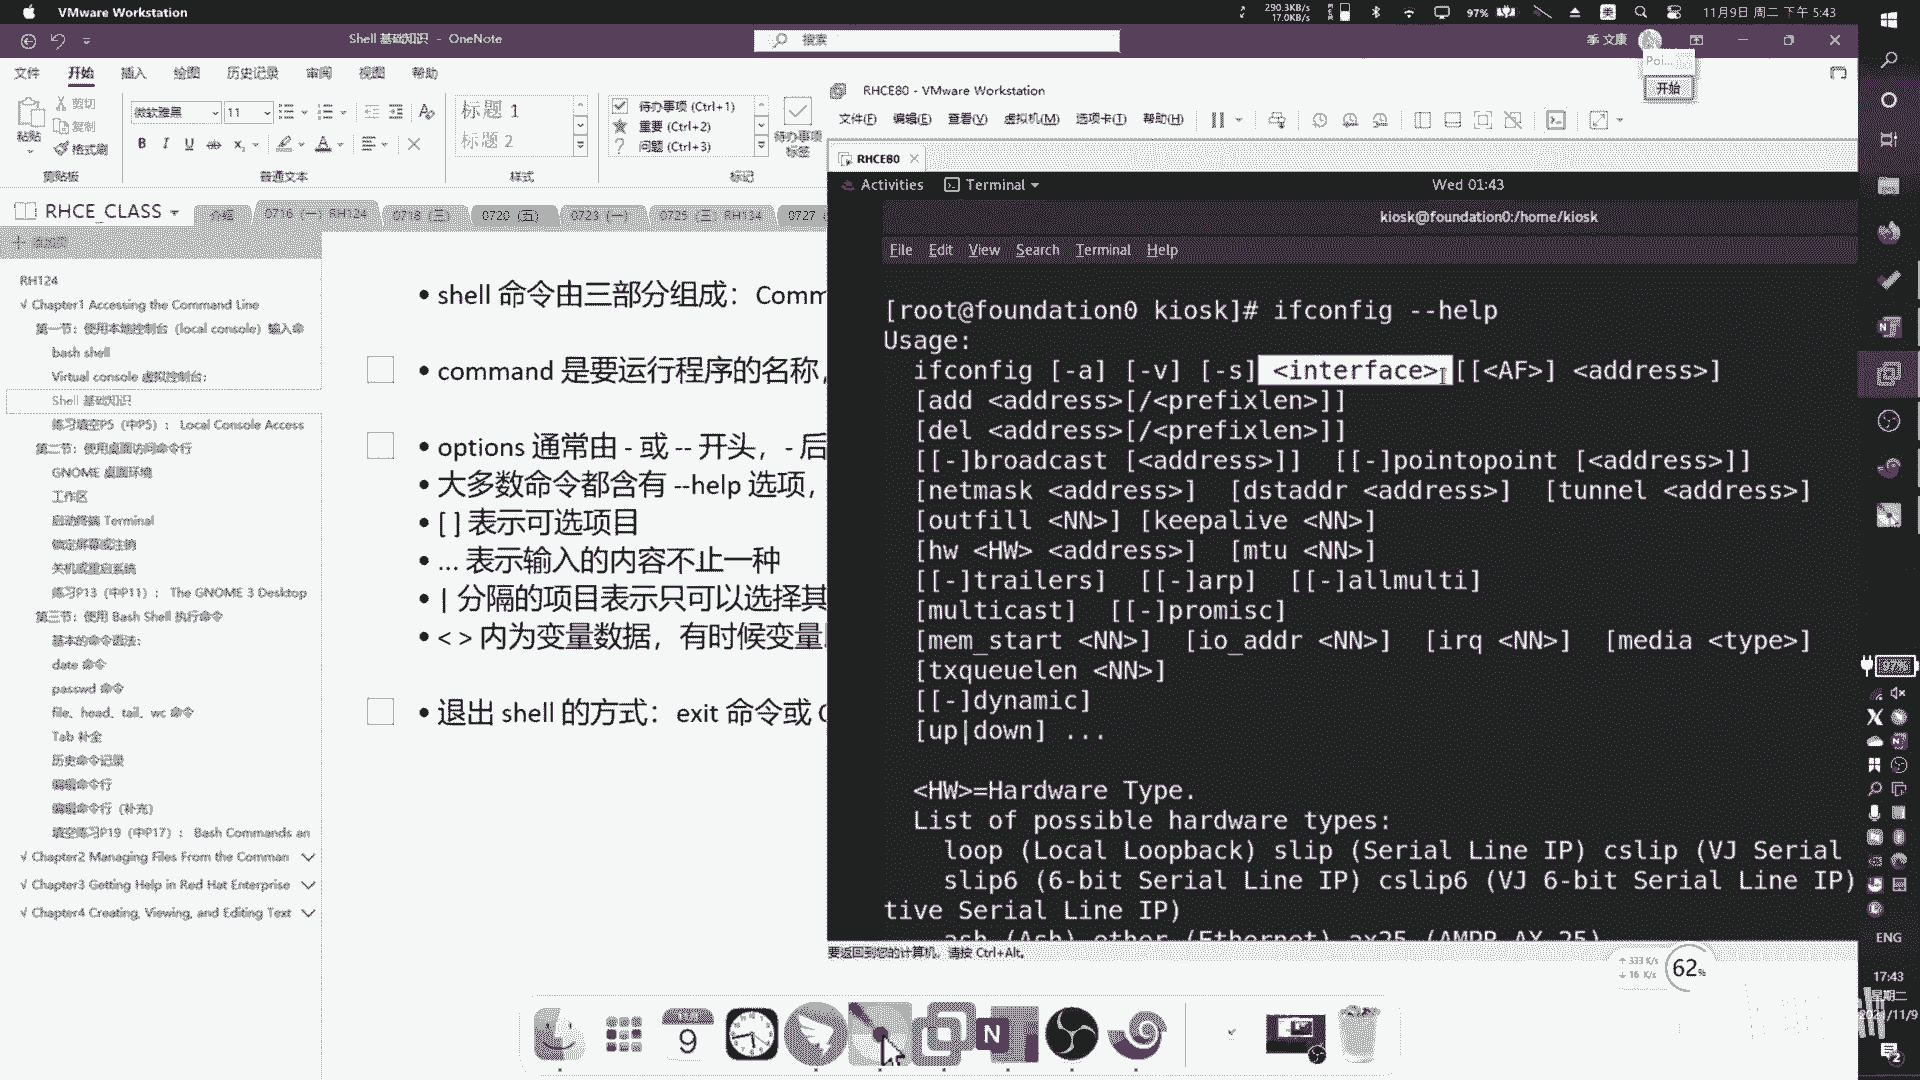 VMware Workstation
290.3KB/s
17.0KB/s
97%
美
11月9日 周二 下午 5:43
Shell 基础知识 - OneNote
搜索
季 文康
Poi...
开始
文件 开始 插入 绘图 历史记录 审阅 视图 帮助
粘贴
剪切
复制
格式刷
剪贴板
微软雅黑 11
B I U ab x₂ A
普通文本
标题 1
标题 2
样式
待办事项 (Ctrl+1)
重要 (Ctrl+2)
问题 (Ctrl+3)
待办事项
标签
标记
RHCE_CLASS
介绍 0716 (一) RH124 0718 (三) 0720 (五) 0723 (一) 0725 (三) RH134 0727
添加页
RH124
√ Chapter1 Accessing the Command Line
第一节：使用本地控制台（local console）输入命
bash shell
Virtual console 虚拟控制台：
Shell 基础知识
练习填空P5（中P5）： Local Console Access
第二节：使用桌面访问命令行
GNOME 桌面环境
工作区
启动终端 Terminal
锁定屏幕或注销
关机或重启系统
练习P13（中P11）： The GNOME 3 Desktop
第三节：使用 Bash Shell 执行命令
基本的命令语法：
date 命令
passwd 命令
file、head、tail、wc 命令
Tab 补全
历史命令记录
编辑命令行
编辑命令行（补充）
填空练习P19（中P17）： Bash Commands an
√ Chapter2 Managing Files From the Comman
√ Chapter3 Getting Help in Red Hat Enterprise
√ Chapter4 Creating, Viewing, and Editing Text
• shell 命令由三部分组成：Comm
• command 是要运行程序的名称，
• options 通常由 - 或 -- 开头，- 后
• 大多数命令都含有 --help 选项，
• [ ] 表示可选项目
• ... 表示输入的内容不止一种
• | 分隔的项目表示只可以选择其
• < > 内为变量数据，有时候变量
• 退出 shell 的方式：exit 命令或 C
RHCE80 - VMware Workstation
文件(F) 编辑(E) 查看(V) 虚拟机(M) 选项卡(T) 帮助(H)
RHCE80
Activities Terminal Wed 01:43
kiosk@foundation0:/home/kiosk
File Edit View Search Terminal Help
[root@foundation0 kiosk]# ifconfig --help
Usage:
ifconfig [-a] [-v] [-s] <interface> [[<AF>] <address>]
[add <address>[/<prefixlen>]]
[del <address>[/<prefixlen>]]
[[-]broadcast [<address>]] [[-]pointopoint [<address>]]
[netmask <address>] [dstaddr <address>] [tunnel <address>]
[outfill <NN>] [keepalive <NN>]
[hw <HW> <address>] [mtu <NN>]
[[-]trailers] [[-]arp] [[-]allmulti]
[multicast] [[-]promisc]
[mem_start <NN>] [io_addr <NN>] [irq <NN>] [media <type>]
[txqueuelen <NN>]
[[-]dynamic]
[up|down] ...
<HW>=Hardware Type.
List of possible hardware types:
loop (Local Loopback) slip (Serial Line IP) cslip (VJ Serial
slip6 (6-bit Serial Line IP) cslip6 (VJ 6-bit Serial Line IP)
tive Serial Line IP)
ash (Ash) ether (Ethernet) ax25 (AMPR AX.25)
要返回到您的计算机，请按 Ctrl+Alt。
333 K/s
16 K/s
62%
9
N
97%
ENG
17:43
星期二
2021/11/9
2